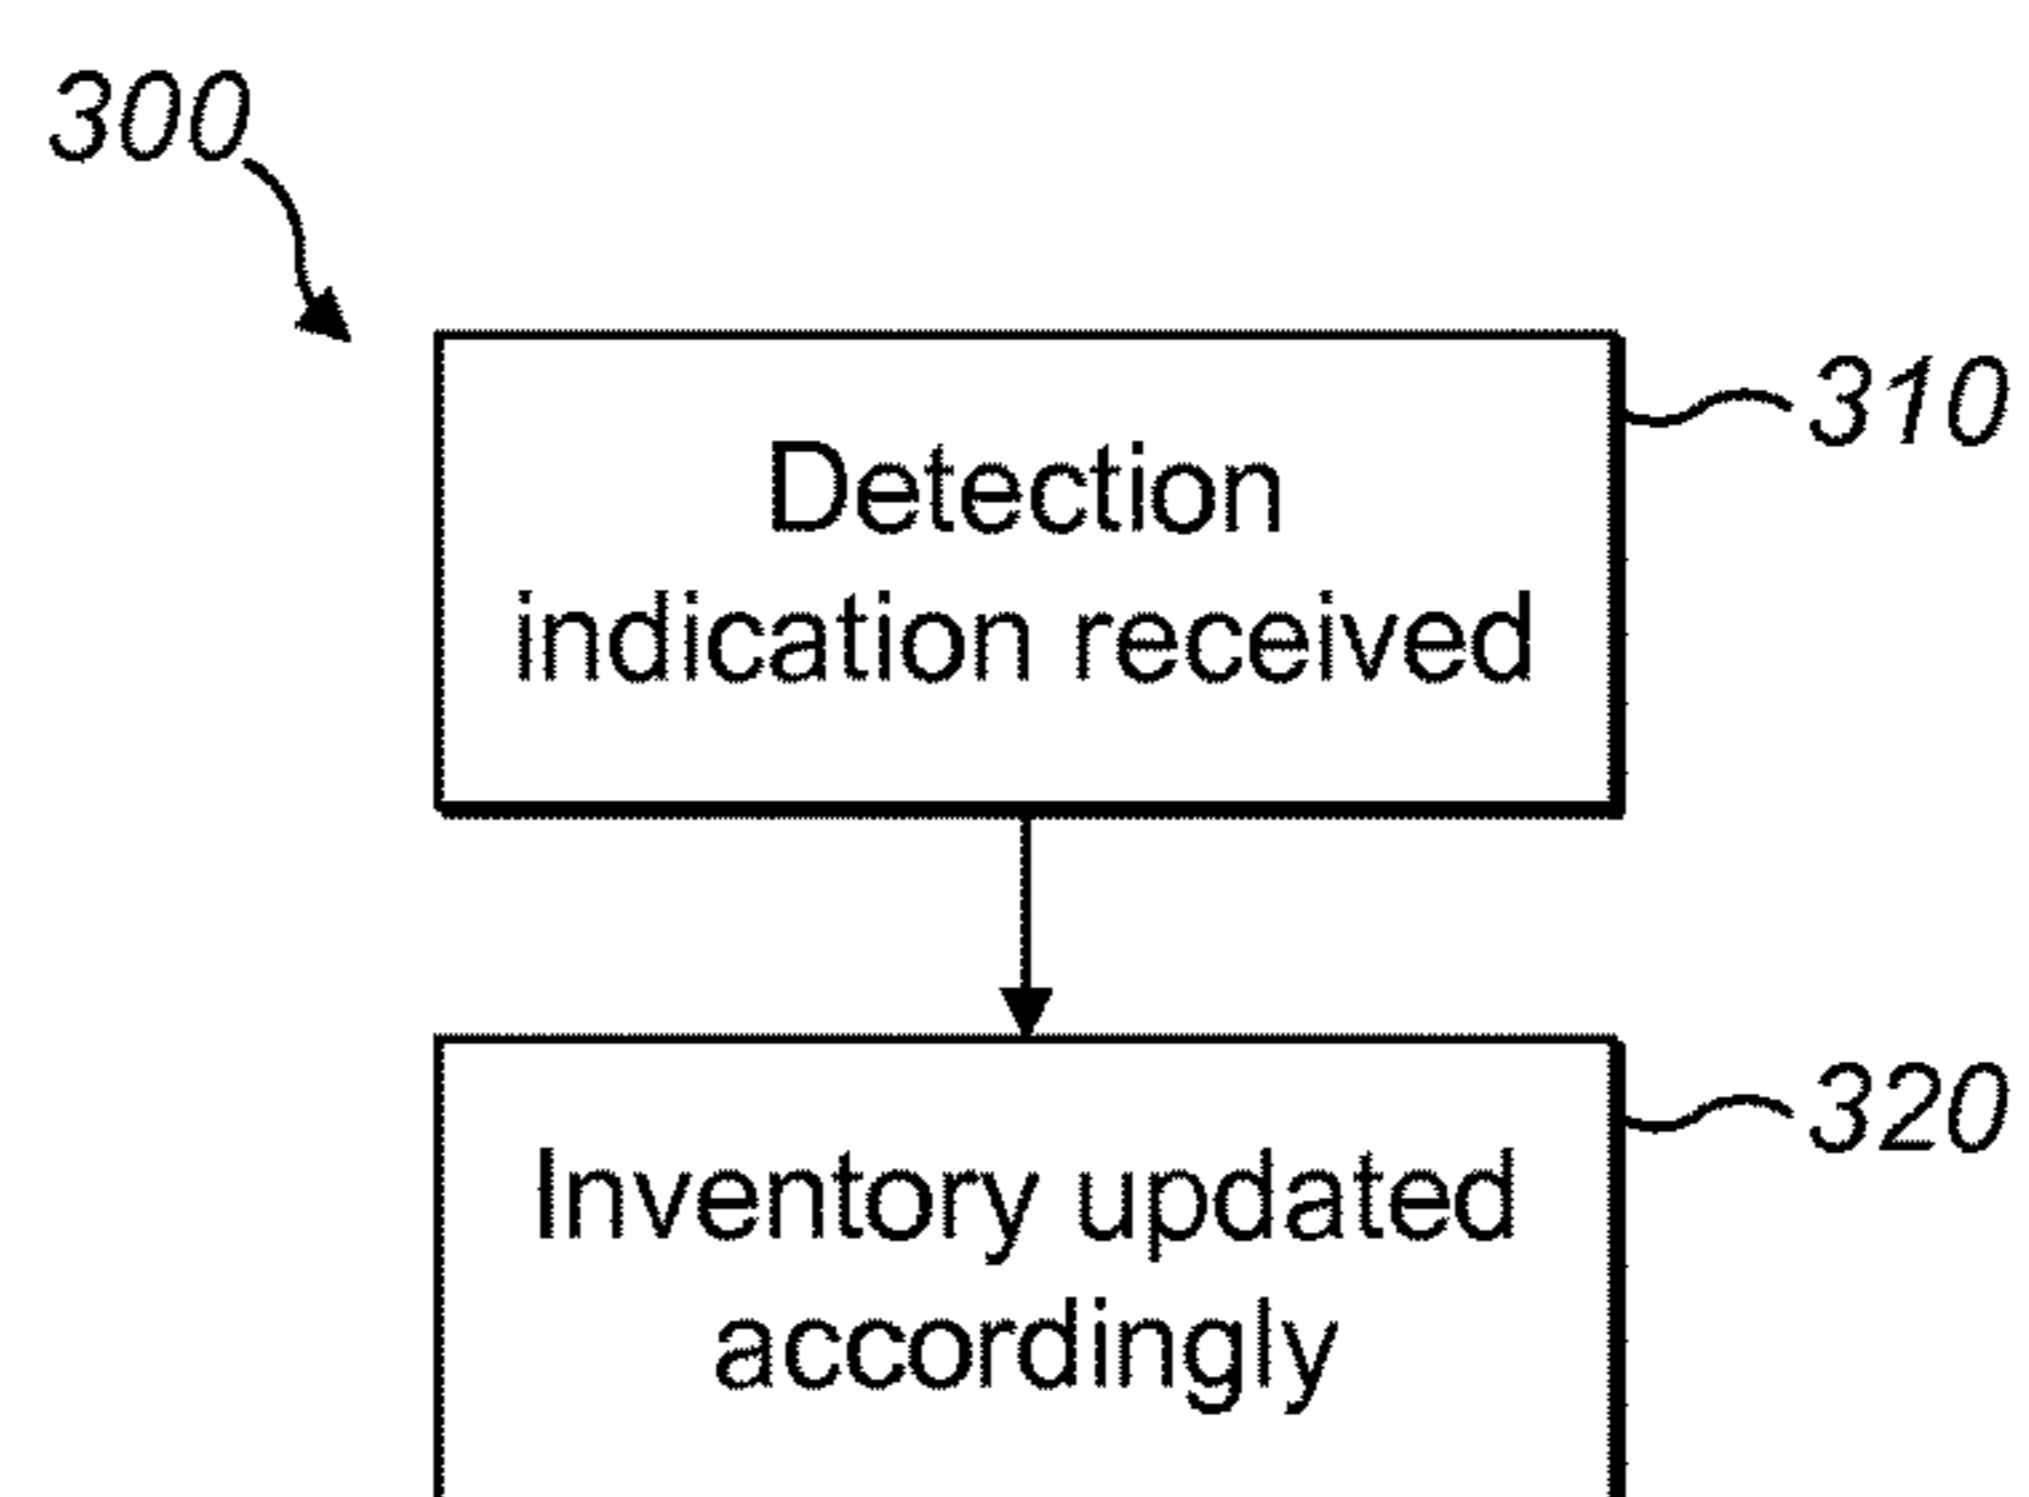 300
310
Detection
indication received
320
Inventory updated
accordingly